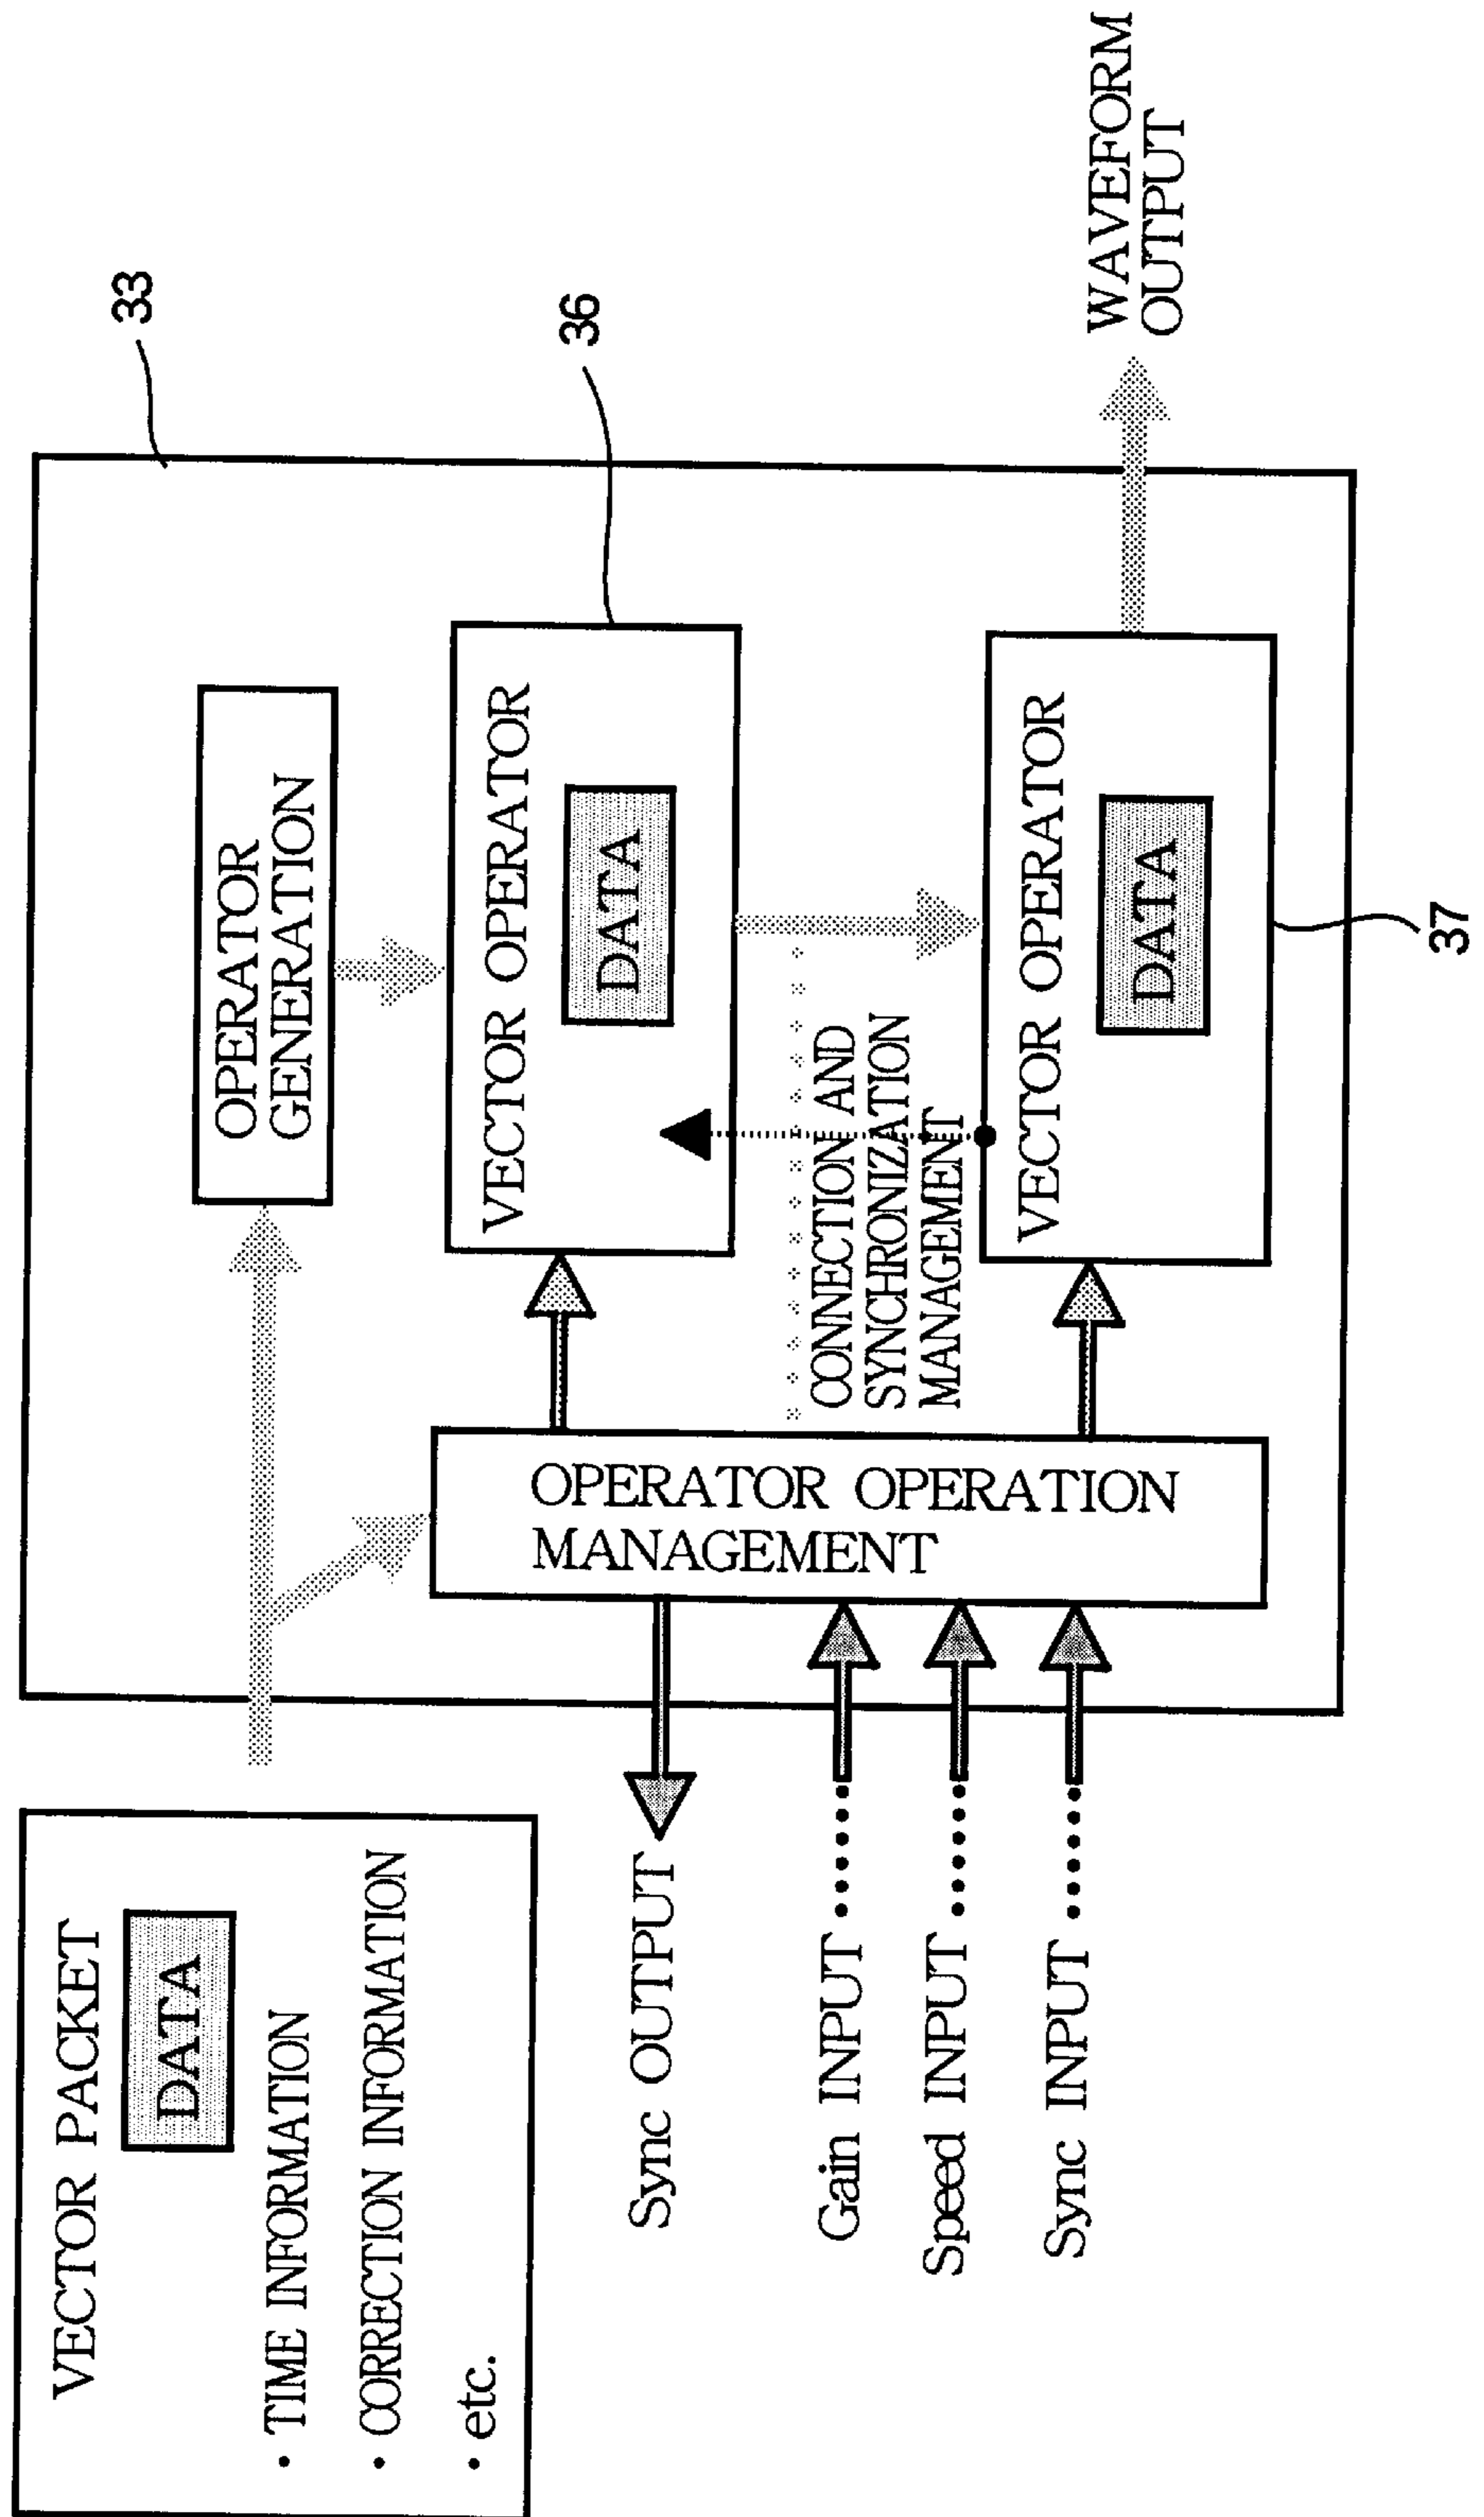 VECTOR PACKET
DATA
· TIME INFORMATION
· CORRECTION INFORMATION
· etc.
33
OPERATOR
GENERATION
36
VECTOR OPERATOR
DATA
CONNECTION AND
SYNCHRONIZATION
MANAGEMENT
OPERATOR OPERATION
MANAGEMENT
VECTOR OPERATOR
DATA
37
Sync OUTPUT
Gain INPUT
Speed INPUT
Sync INPUT
WAVEFORM
OUTPUT